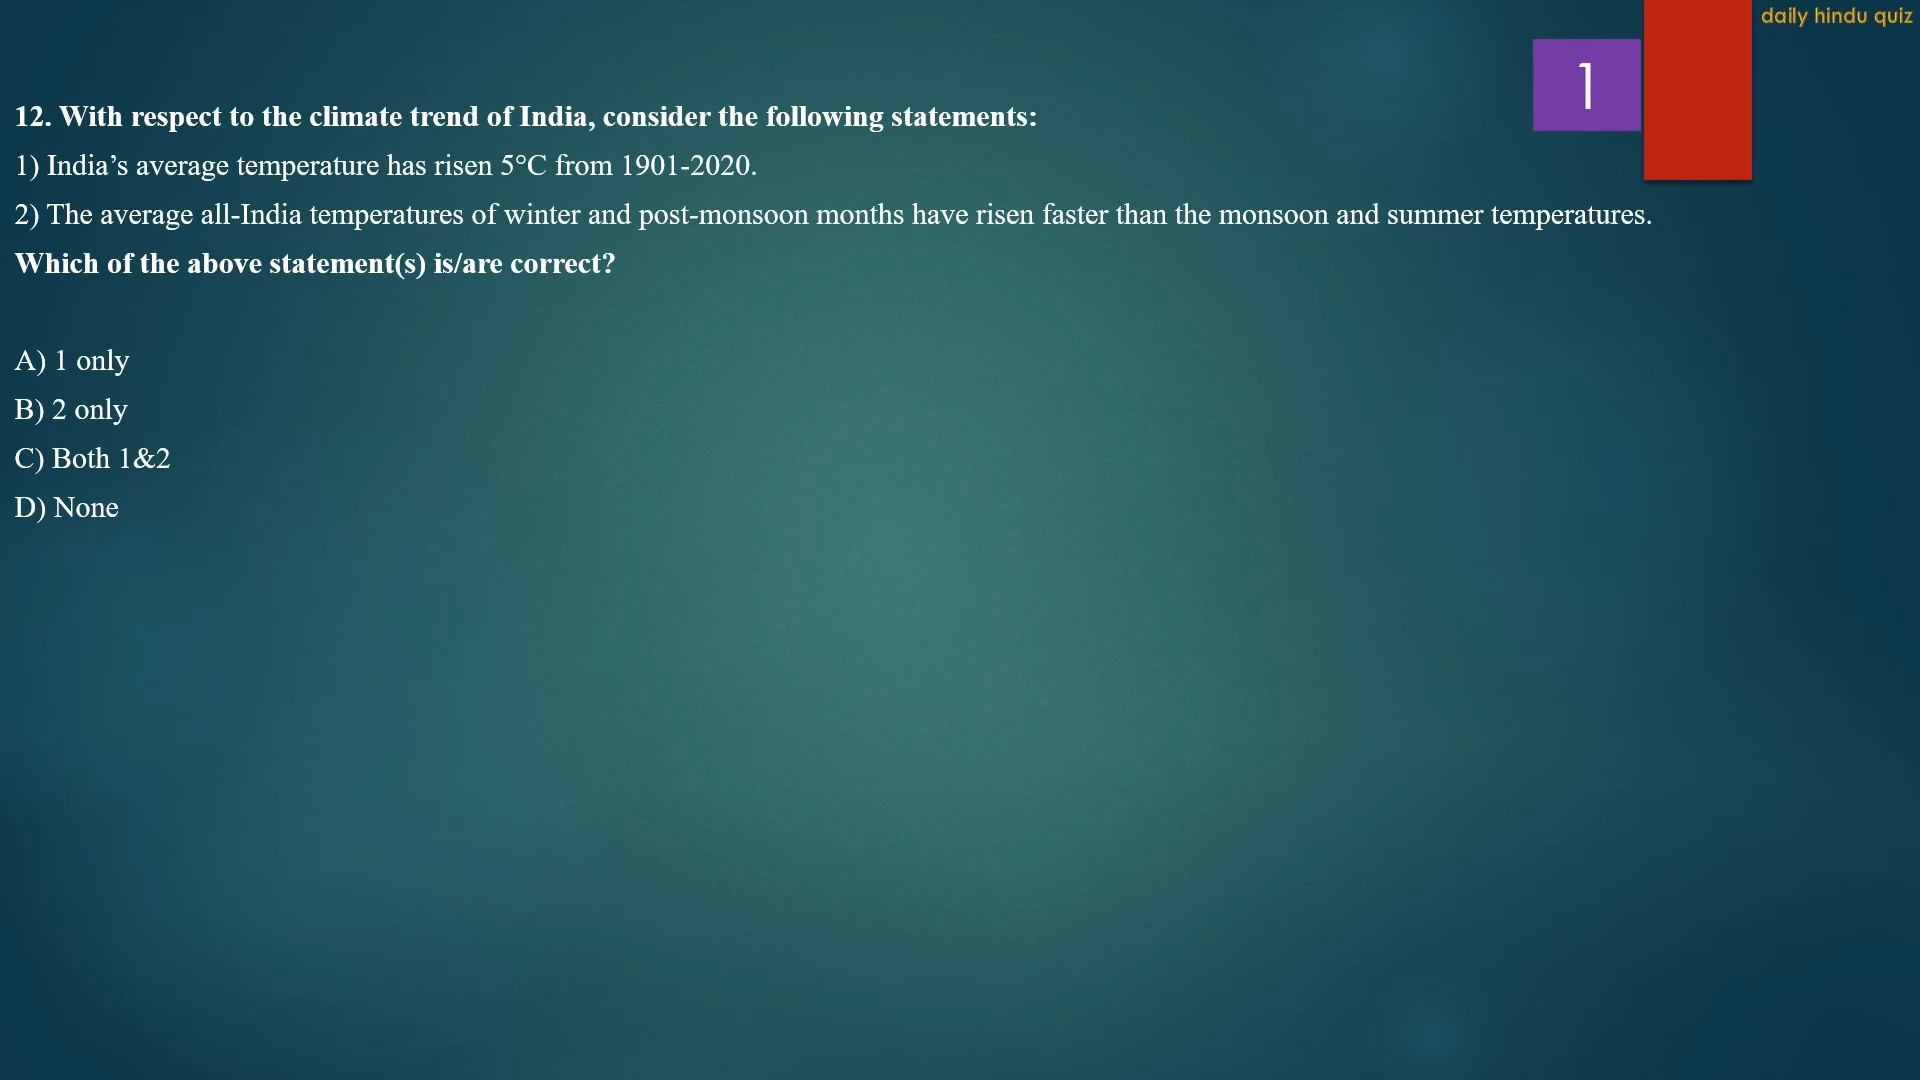 daily hindu quiz
1
12. With respect to the climate trend of India, consider the following statements:
1) India’s average temperature has risen 5°C from 1901-2020.
2) The average all-India temperatures of winter and post-monsoon months have risen faster than the monsoon and summer temperatures.
Which of the above statement(s) is/are correct?
A) 1 only
B) 2 only
C) Both 1&2
D) None